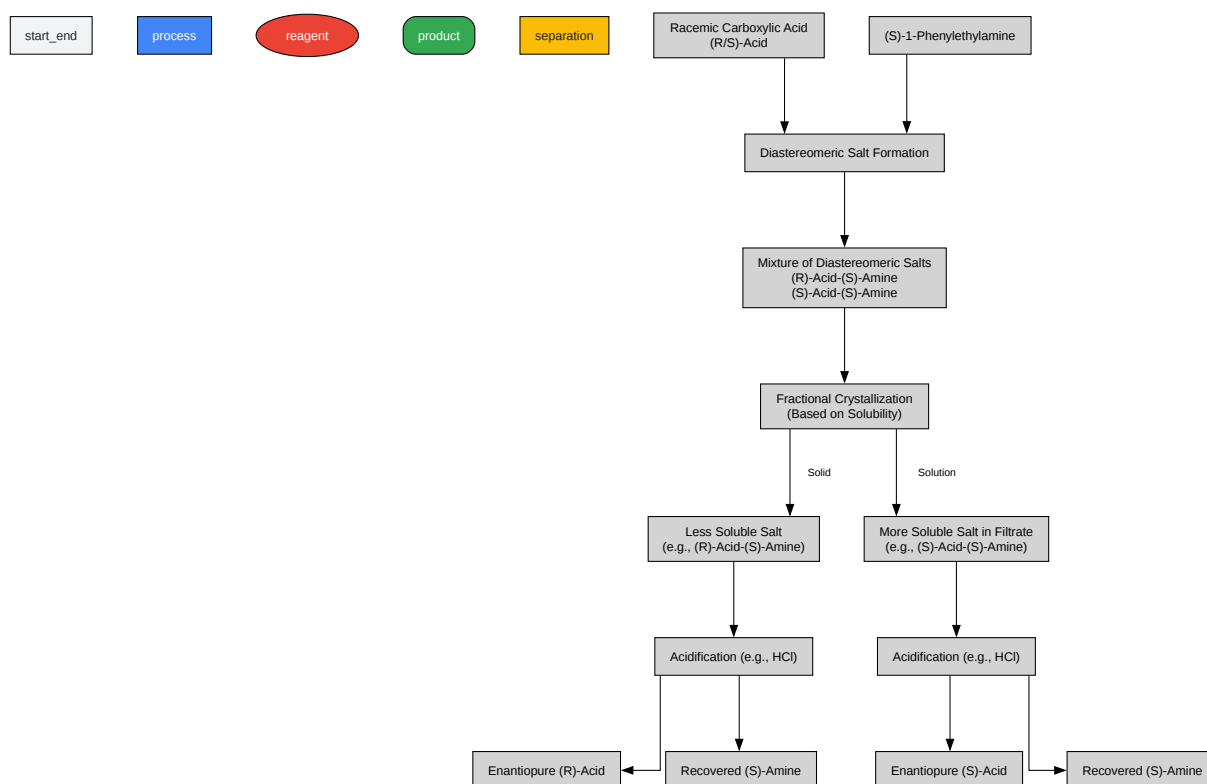 start_end
process
reagent
product
separation
Racemic Carboxylic Acid
(R/S)-Acid
(S)-1-Phenylethylamine
Diastereomeric Salt Formation
Mixture of Diastereomeric Salts
(R)-Acid-(S)-Amine
(S)-Acid-(S)-Amine
Fractional Crystallization
(Based on Solubility)
Solid
Solution
Less Soluble Salt
(e.g., (R)-Acid-(S)-Amine)
More Soluble Salt in Filtrate
(e.g., (S)-Acid-(S)-Amine)
Acidification (e.g., HCl)
Acidification (e.g., HCl)
Enantiopure (R)-Acid
Recovered (S)-Amine
Enantiopure (S)-Acid
Recovered (S)-Amine